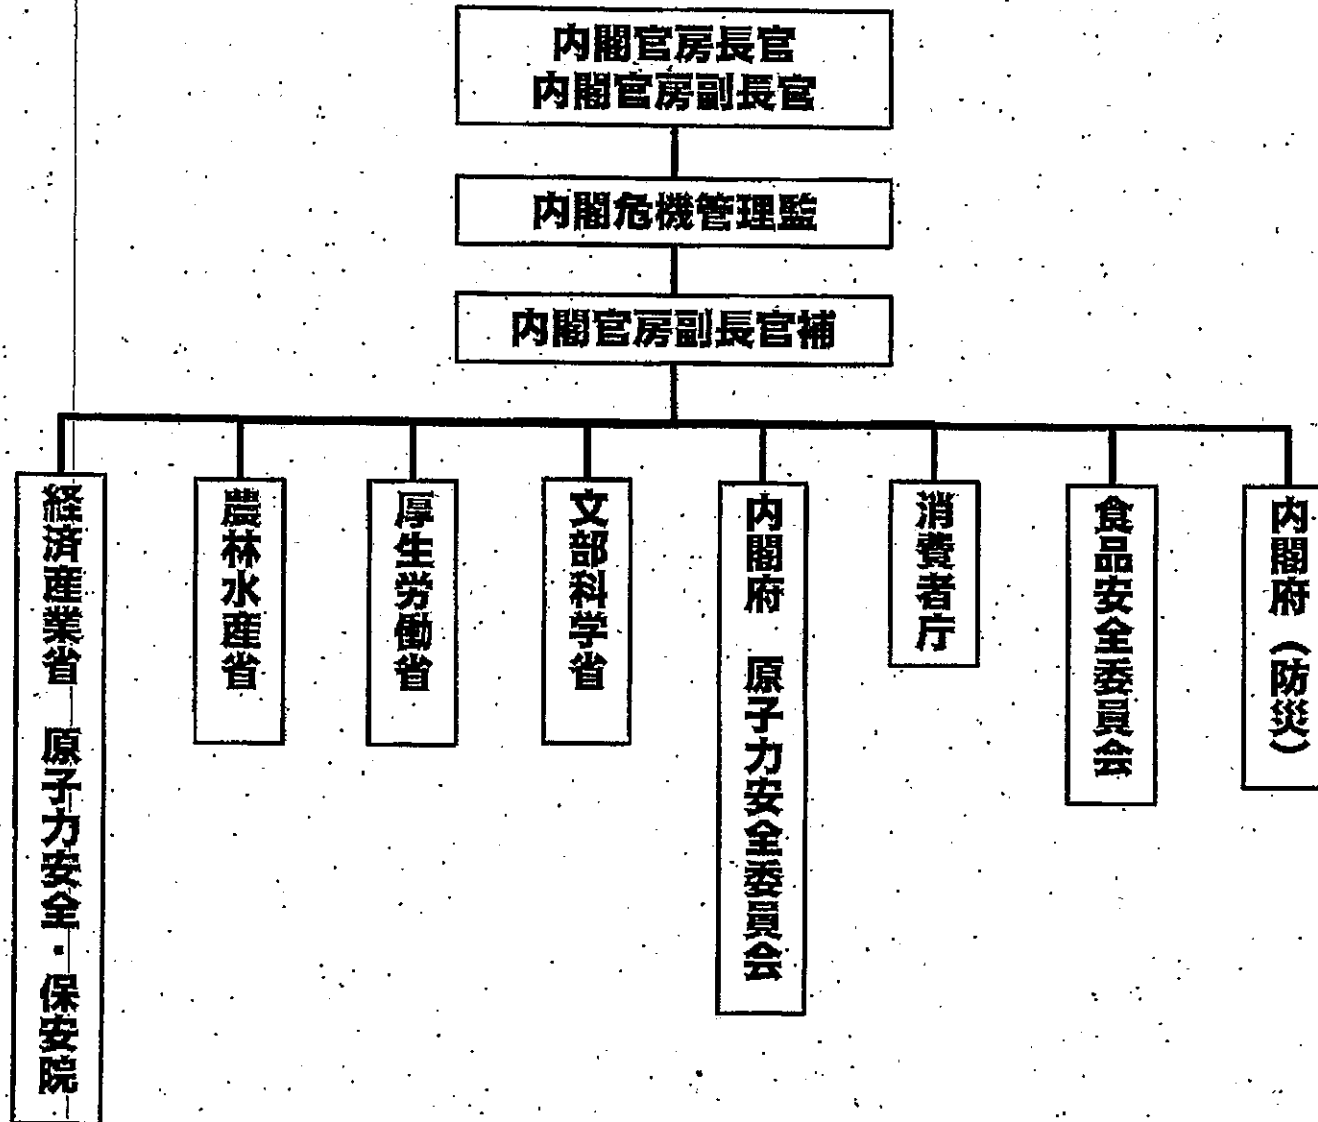 内閣官房長官
内閣官房副長官
内閣危機管理監
内閣官房副長官補
経済産業省　原子力安全・保安院
農林水産省
厚生労働省
文部科学省
内閣府　原子力安全委員会
消費者庁
食品安全委員会
内閣府（防災）